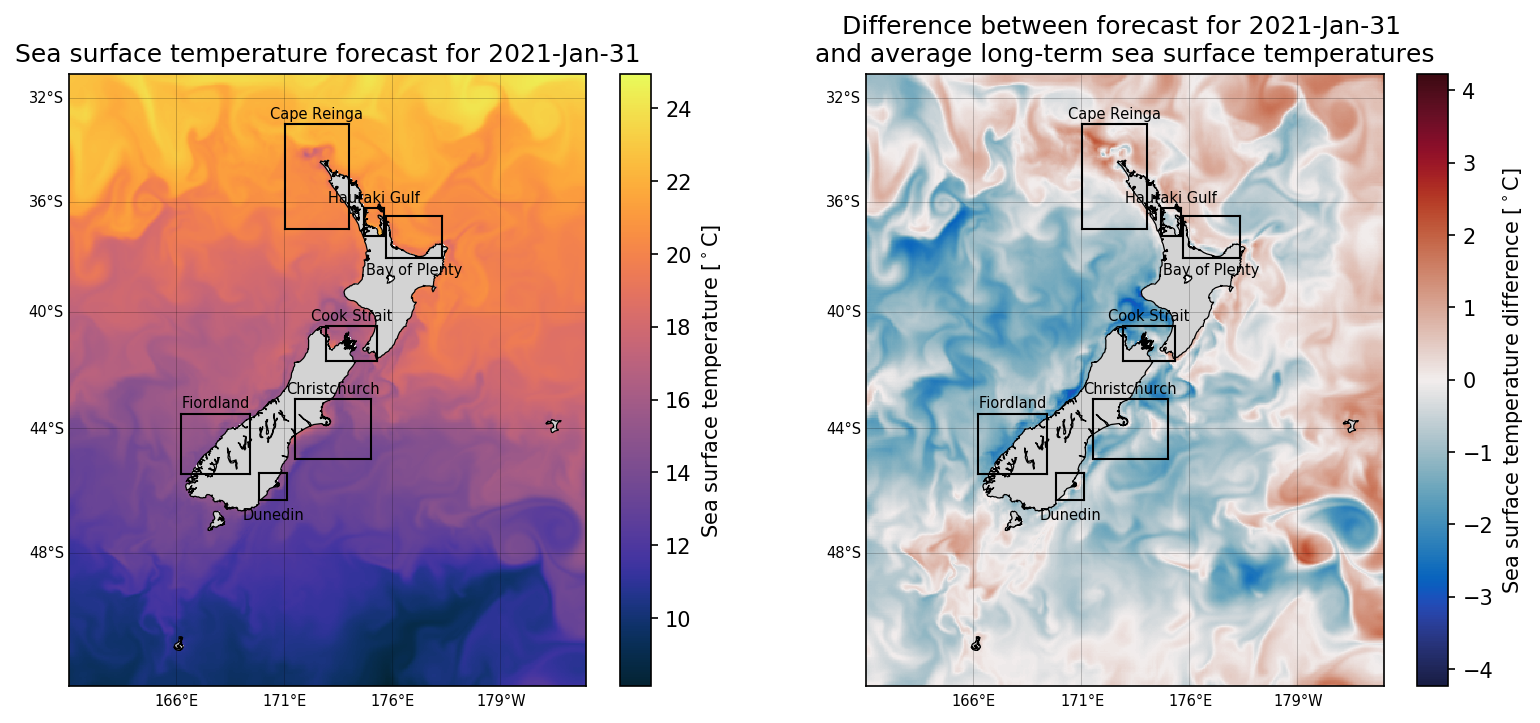 Sea surface temperature forecast for 2021-Jan-31
32°S
36°S
40°S
44°S
48°S
166°E
171°E
176°E
179°W
Cape Reinga
Hauraki Gulf
Bay of Plenty
Cook Strait
Christchurch
Fiordland
Dunedin
24
22
20
18
16
14
12
10
Sea surface temperature [°C]
Difference between forecast for 2021-Jan-31
and average long-term sea surface temperatures
32°S
36°S
40°S
44°S
48°S
166°E
171°E
176°E
179°W
Cape Reinga
Hauraki Gulf
Bay of Plenty
Cook Strait
Christchurch
Fiordland
Dunedin
4
3
2
1
0
−1
−2
−3
−4
Sea surface temperature difference [°C]